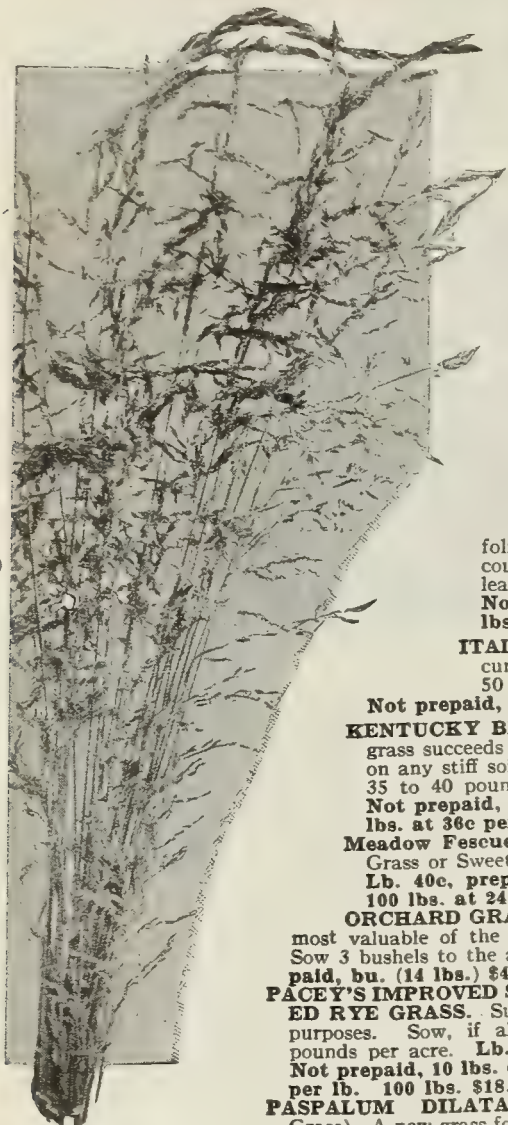 foli
cou
lea
No
lbs
ITAL
cur
50
Not prepaid,
KENTUCKY B
grass succeeds
on any stiff so
35 to 40 poun
Not prepaid,
lbs. at 36c pe
Meadow Fescue
Grass or Sweet
Lb. 40c, prep
100 lbs. at 24
ORCHARD GRA
most valuable of the
Sow 3 bushels to the a
paid, bu. (14 lbs.) $4
PACEY'S IMPROVED S
ED RYE GRASS. Su
purposes. Sow, if al
pounds per acre. Lb.
Not prepaid, 10 lbs.
per lb. 100 lbs. $18.
PASPALUM DILATA
Grass). A new grass fo